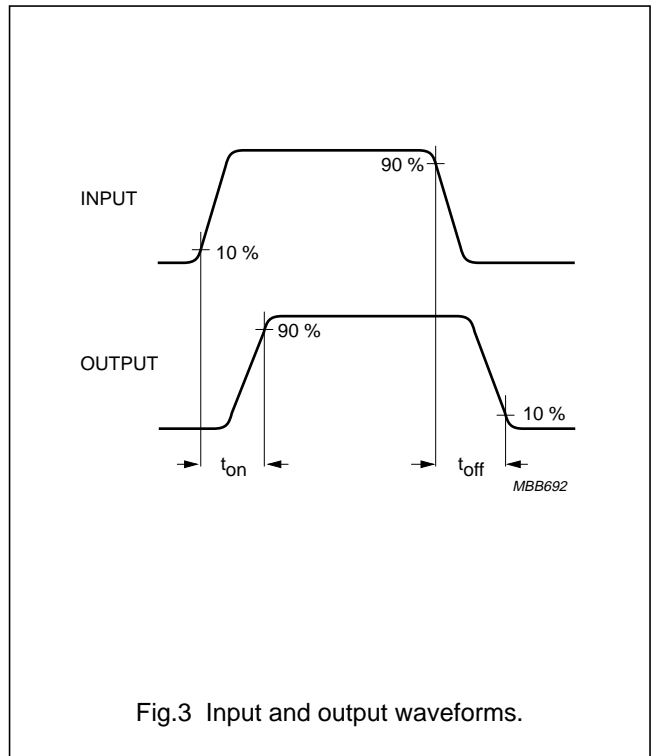 90 %
INPUT
10 %
90 %
OUTPUT
10 %
ton
toff
MBB692
Fig.3 Input and output waveforms.